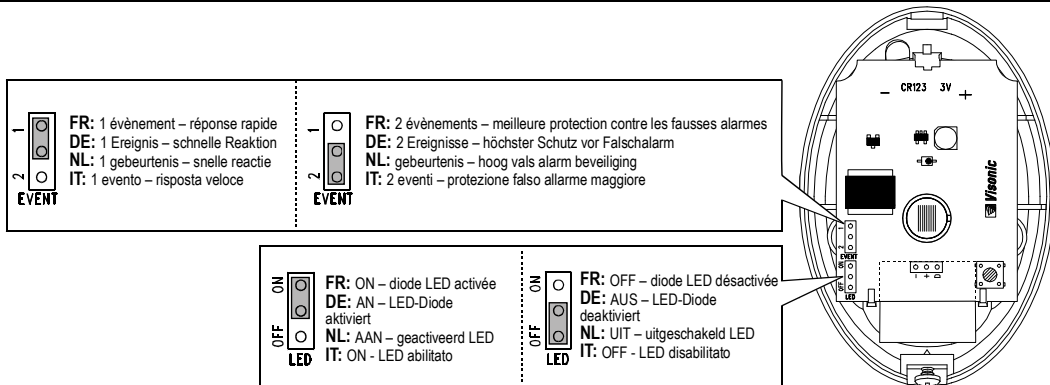 1
2
EVENT
FR: 1 évènement – réponse rapide
DE: 1 Ereignis – schnelle Reaktion
NL: 1 gebeurtenis – snelle reactie
IT: 1 evento – risposta veloce
1
2
EVENT
FR: 2 évènements – meilleure protection contre les fausses alarmes
DE: 2 Ereignisse – höchster Schutz vor Falschalarm
NL: gebeurtenis – hoog vals alarm beveiliging
IT: 2 eventi – protezione falso allarme maggiore
ON
OFF
LED
FR: ON – diode LED activée
DE: AN – LED-Diode
aktiviert
NL: AAN – geactiveerd LED
IT: ON - LED abilitato
ON
OFF
LED
FR: OFF – diode LED désactivée
DE: AUS – LED-Diode
deaktiviert
NL: UIT – uitgeschakeld LED
IT: OFF - LED disabilitato
– CR123 3V +
Visonic
1
2
EVENT
ON
OFF
LED